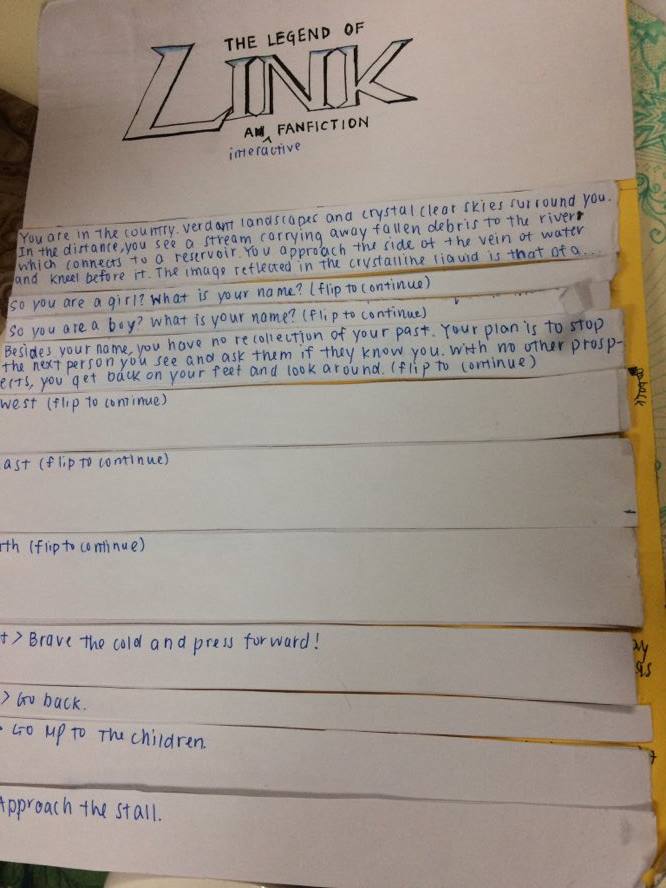 THE LEGEND OF
LINK
AN FANFICTION
interactive
You are in the country. Verdant landscapes and crystal clear skies surround you.
In the distance, you see a stream carrying away fallen debris to the river
which connects to a reservoir. You approach the side of the vein of water
and kneel before it. The image reflected in the crystalline liquid is that of a...
So you are a girl? What is your name? (flip to continue)
So you are a boy? What is your name? (flip to continue)
Besides your name, you have no recollection of your past. Your plan is to stop
the next person you see and ask them if they know you. With no other prosp-
ects, you get back on your feet and look around. (flip to continue)
back
west (flip to continue)
ast (flip to continue)
rth (flip to continue)
t > Brave the cold and press forward!
> Go back.
Go up to the children.
Approach the stall.